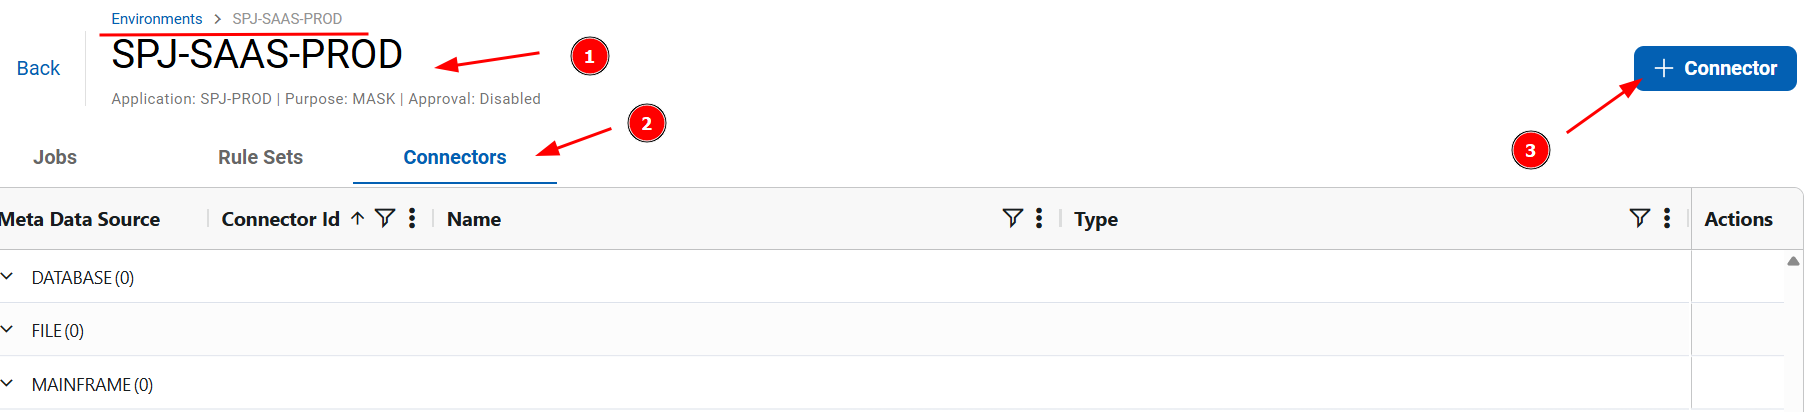 Environments > SPJ-SAAS-PROD
Back
SPJ-SAAS-PROD
1
+ Connector
Application: SPJ-PROD | Purpose: MASK | Approval: Disabled
2
3
Jobs Rule Sets Connectors
Meta Data Source Connector Id Name Type Actions
DATABASE (0)
FILE (0)
MAINFRAME (0)